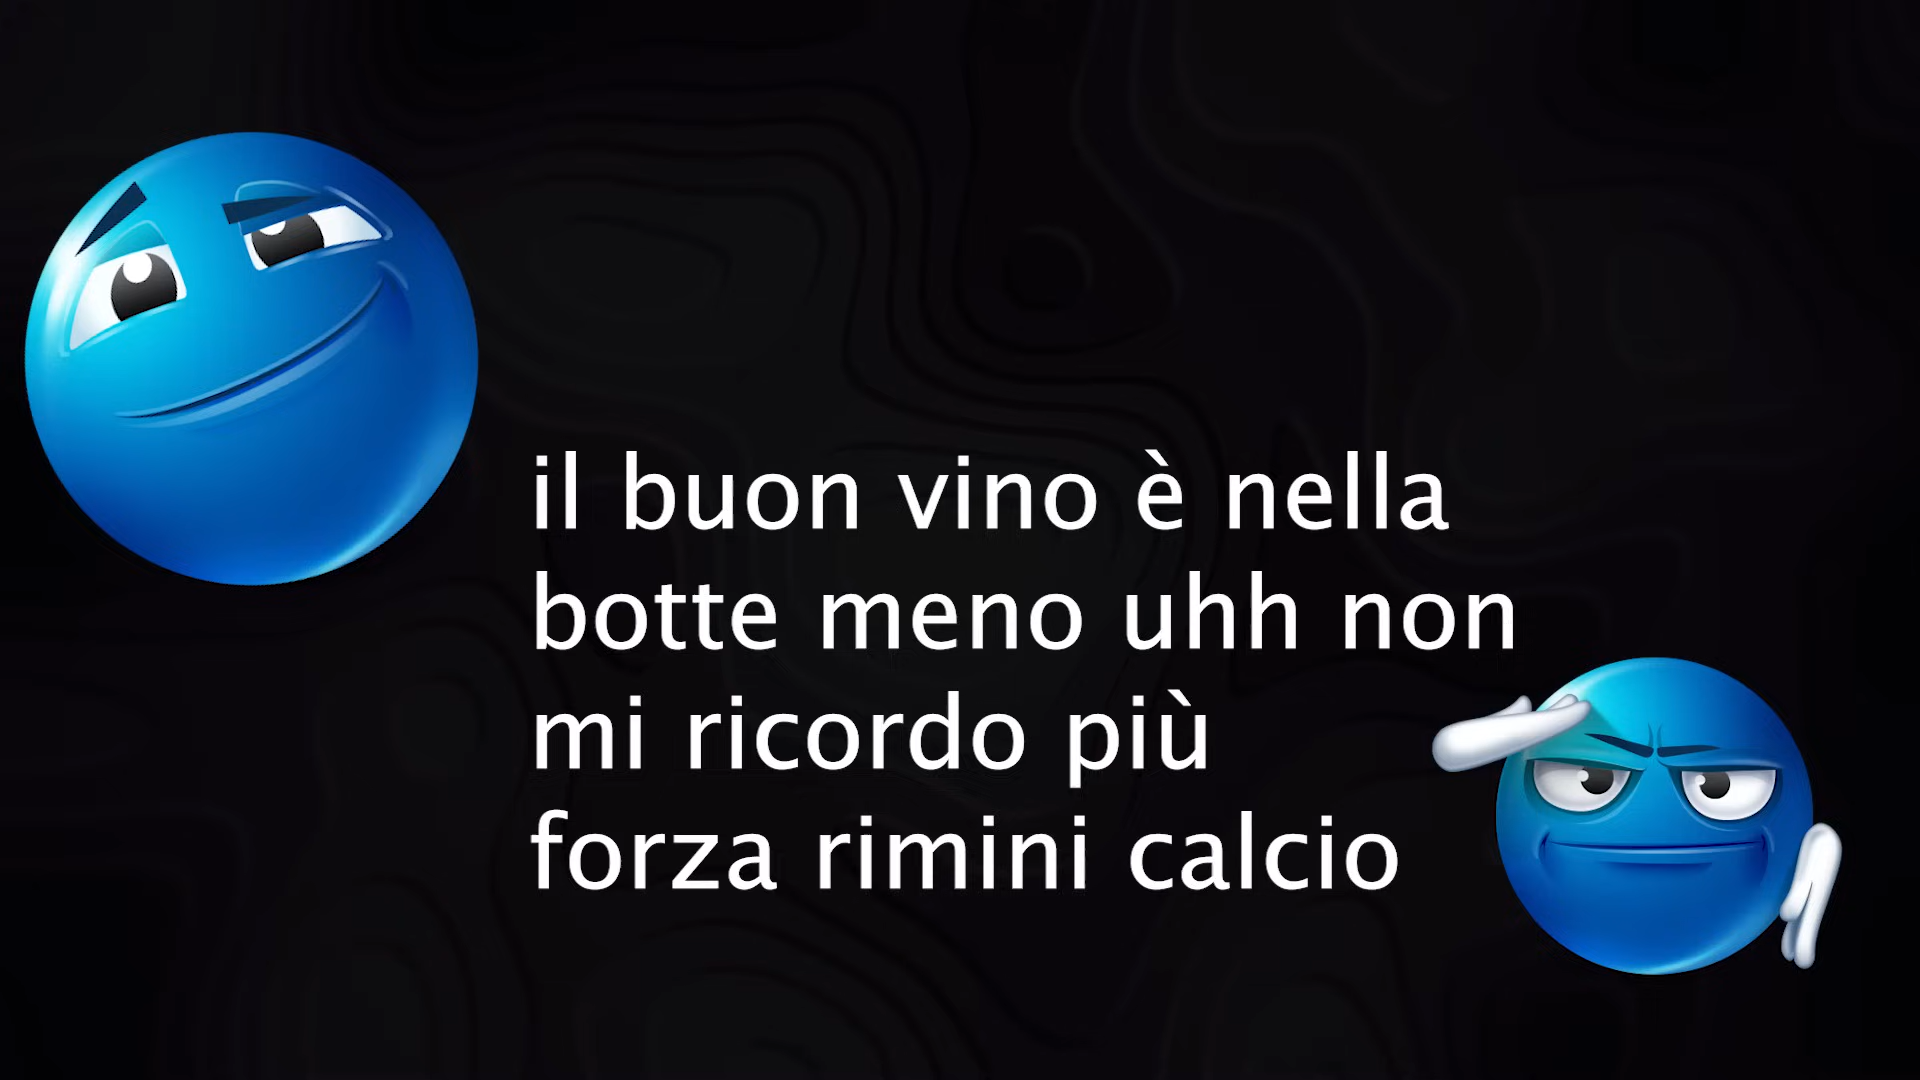 il buon vino è nella
botte meno uhh non
mi ricordo più
forza rimini calcio